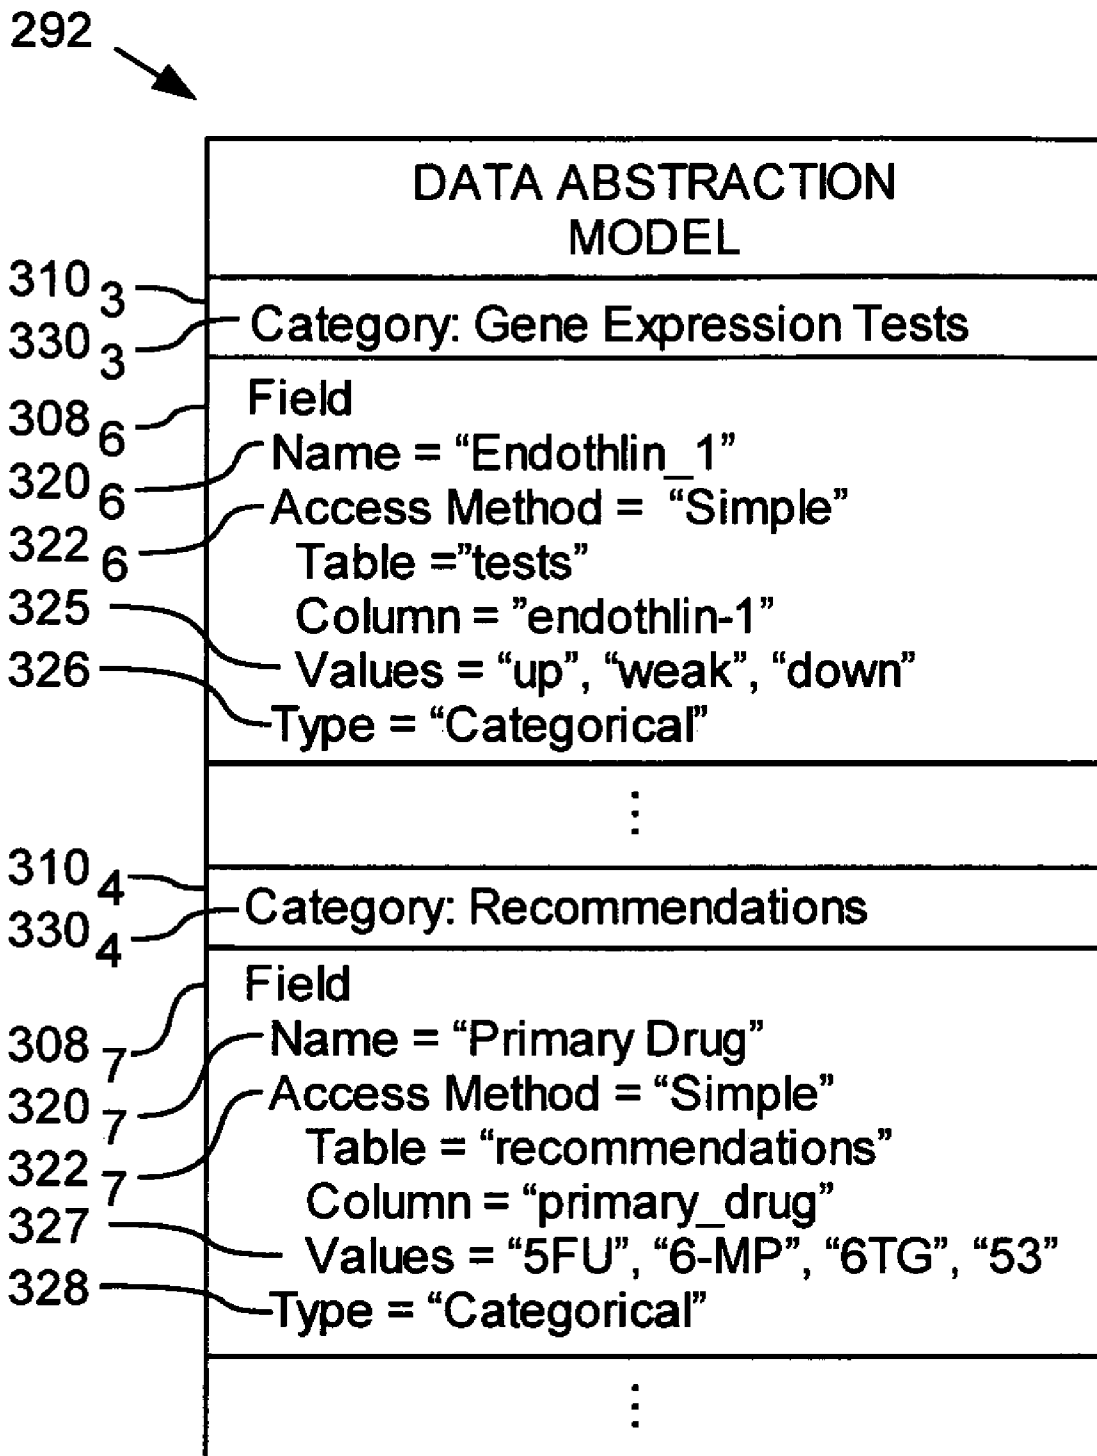 292
DATA ABSTRACTION
MODEL
310 3
330 3 Category: Gene Expression Tests
308 6 Field
320 6 Name = “Endothlin_1”
322 6 Access Method = “Simple”
Table =”tests”
325 Column = ”endothlin-1”
326 Values = “up”, “weak”, “down”
Type = “Categorical”
⋮
310 4
330 4 Category: Recommendations
Field
308 7 Name = “Primary Drug”
320 7 Access Method = “Simple”
322 7 Table = “recommendations”
327 Column = “primary_drug”
Values = “5FU”, “6-MP”, “6TG”, “53”
328 Type = “Categorical”
⋮